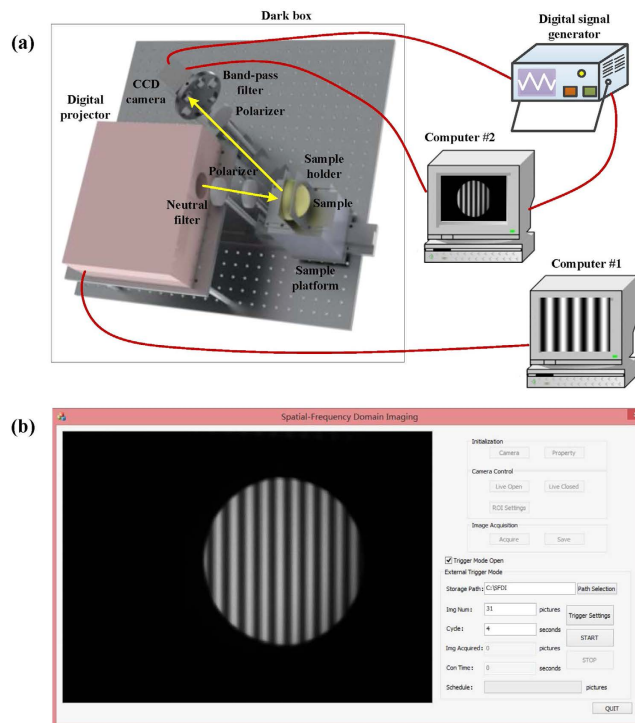 (a)
Dark box
Digital signal
generator
CCD
camera
Band-pass
filter
Polarizer
Digital
projector
Computer #2
Polarizer
Sample
holder
Neutral
filter
Sample
Sample
platform
Computer #1
(b)
Spatial-Frequency Domain Imaging
Initialization
Camera
Property
Camera Control
Live Open
Live Closed
ROI Settings
Image Acquisition
Acquire
Save
Trigger Mode Open
External Trigger Mode
Storage Path: C:\SFDI Path Selection
Img Num: 31 pictures
Trigger Settings
Cycle: 4 seconds
START
Img Acquired: 0 pictures
STOP
Con Time: 0 seconds
Schedule: pictures
QUIT